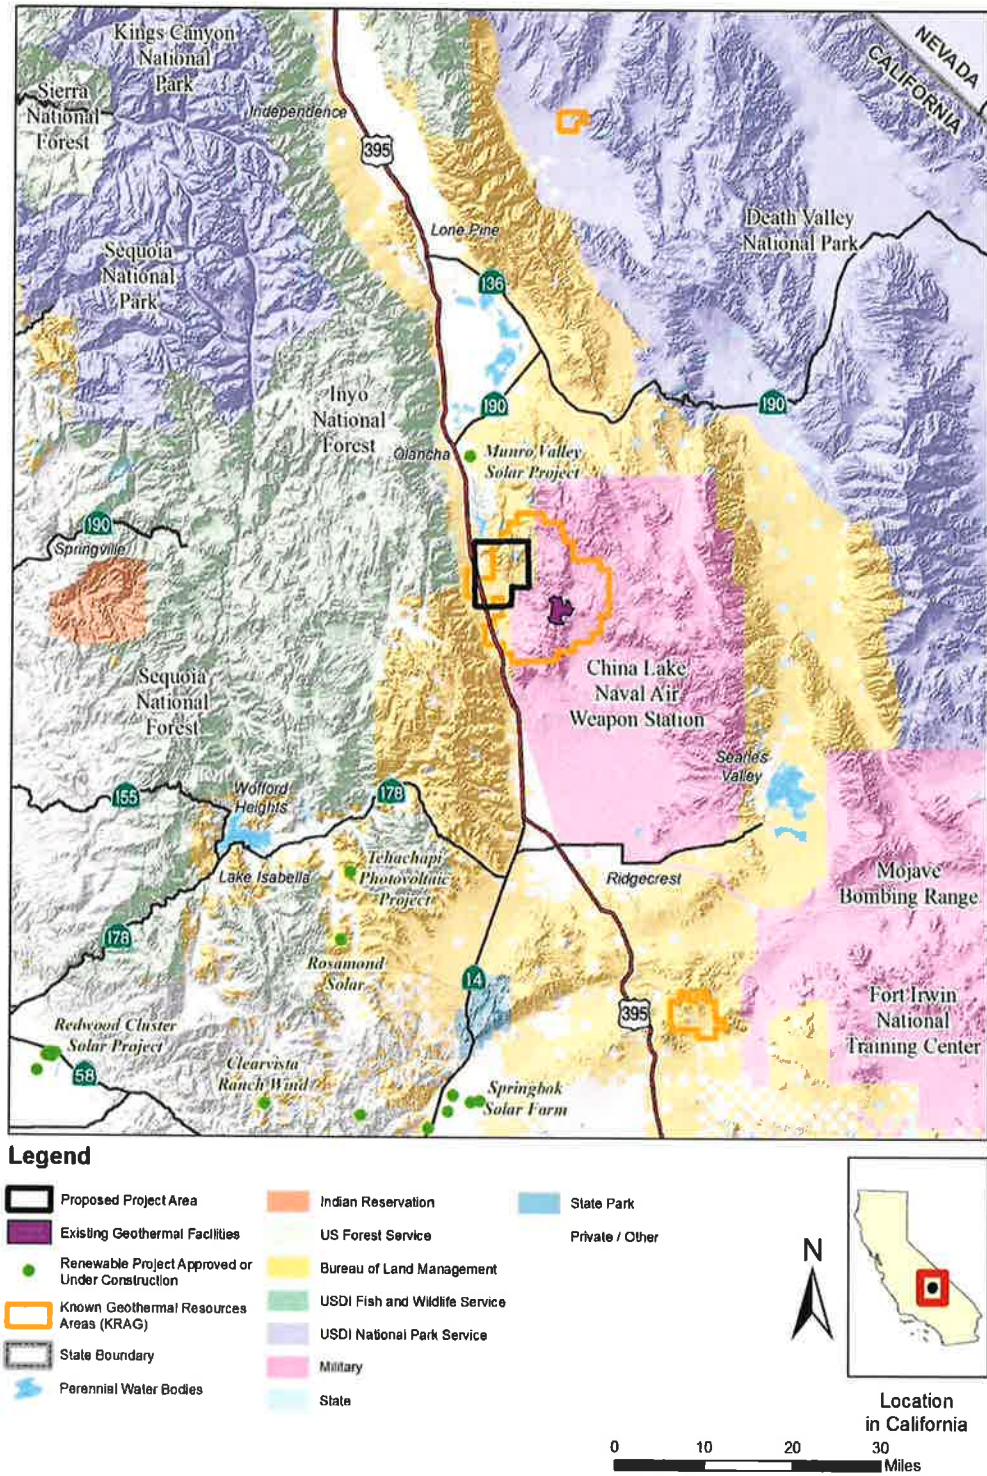 Kings Canyon
National
Park
NEVADA
CALIFORNIA
Sierra
National
Forest
Independence
395
Death Valley
National Park
Lone Pine
Sequoia
National
Park
136
Inyo
National
Forest
190
190
Olancha
Munro Valley
Solar Project
190
Springville
China Lake
Naval Air
Weapon Station
Sequoia
National
Forest
Searles
Valley
155
Wofford
Heights
178
Tehachapi
Photovoltaic
Project
Lake Isabella
Ridgecrest
Mojave
Bombing Range
178
Rosamond
Solar
14
395
Fort Irwin
National
Training Center
Redwood Cluster
Solar Project
58
Clearvista
Ranch Wind
Springbok
Solar Farm
Legend
Proposed Project Area
Existing Geothermal Facilities
Renewable Project Approved or
Under Construction
Known Geothermal Resources
Areas (KRAG)
State Boundary
Perennial Water Bodies
Indian Reservation
US Forest Service
Bureau of Land Management
USDI Fish and Wildlife Service
USDI National Park Service
Military
State
State Park
Private / Other
N
Location
in California
0 10 20 30
Miles